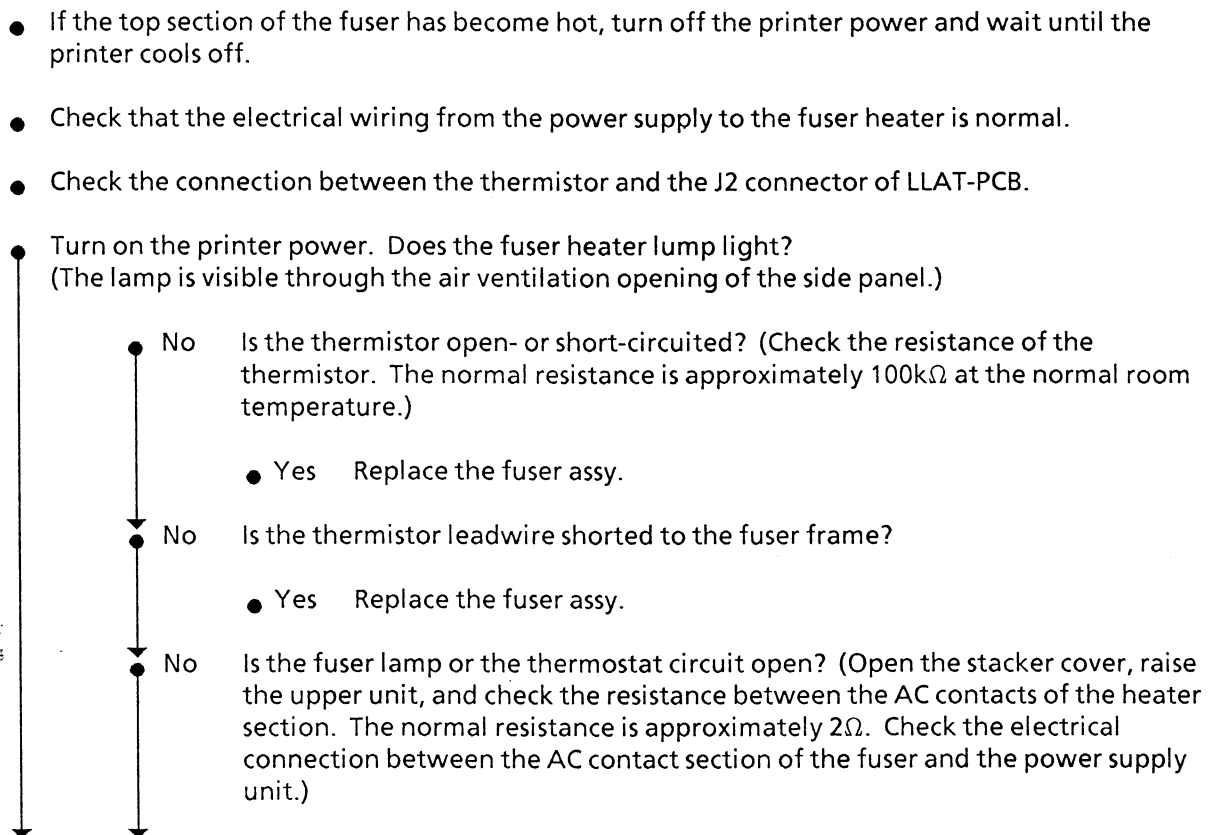 ● If the top section of the fuser has become hot, turn off the printer power and wait until the
printer cools off.
● Check that the electrical wiring from the power supply to the fuser heater is normal.
● Check the connection between the thermistor and the J2 connector of LLAT-PCB.
● Turn on the printer power. Does the fuser heater lump light?
(The lamp is visible through the air ventilation opening of the side panel.)
● No Is the thermistor open- or short-circuited? (Check the resistance of the
thermistor. The normal resistance is approximately 100kΩ at the normal room
temperature.)
● Yes Replace the fuser assy.
● No Is the thermistor leadwire shorted to the fuser frame?
● Yes Replace the fuser assy.
● No Is the fuser lamp or the thermostat circuit open? (Open the stacker cover, raise
the upper unit, and check the resistance between the AC contacts of the heater
section. The normal resistance is approximately 2Ω. Check the electrical
connection between the AC contact section of the fuser and the power supply
unit.)